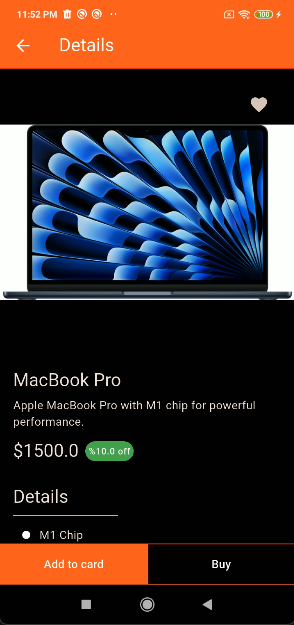 11:52 PM
100
Details
MacBook Pro
Apple MacBook Pro with M1 chip for powerful
performance.
$1500.0 %10.0 off
Details
M1 Chip
Add to card Buy